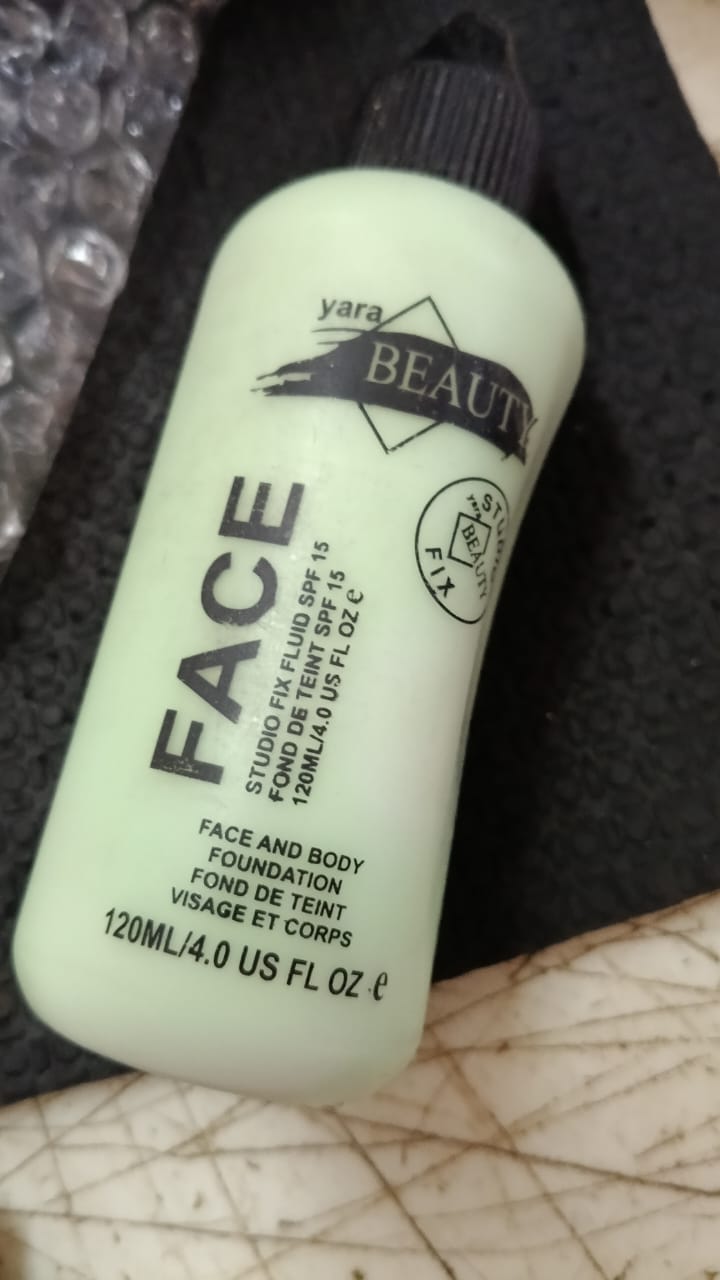 yara
BEAUTY
STUDIO
yara
BEAUTY
FIX
FACE
STUDIO FIX FLUID SPF 15
FOND DE TEINT SPF 15
120ML/4.0 US FL OZ e
FACE AND BODY
FOUNDATION
FOND DE TEINT
VISAGE ET CORPS
120ML/4.0 US FL OZ e